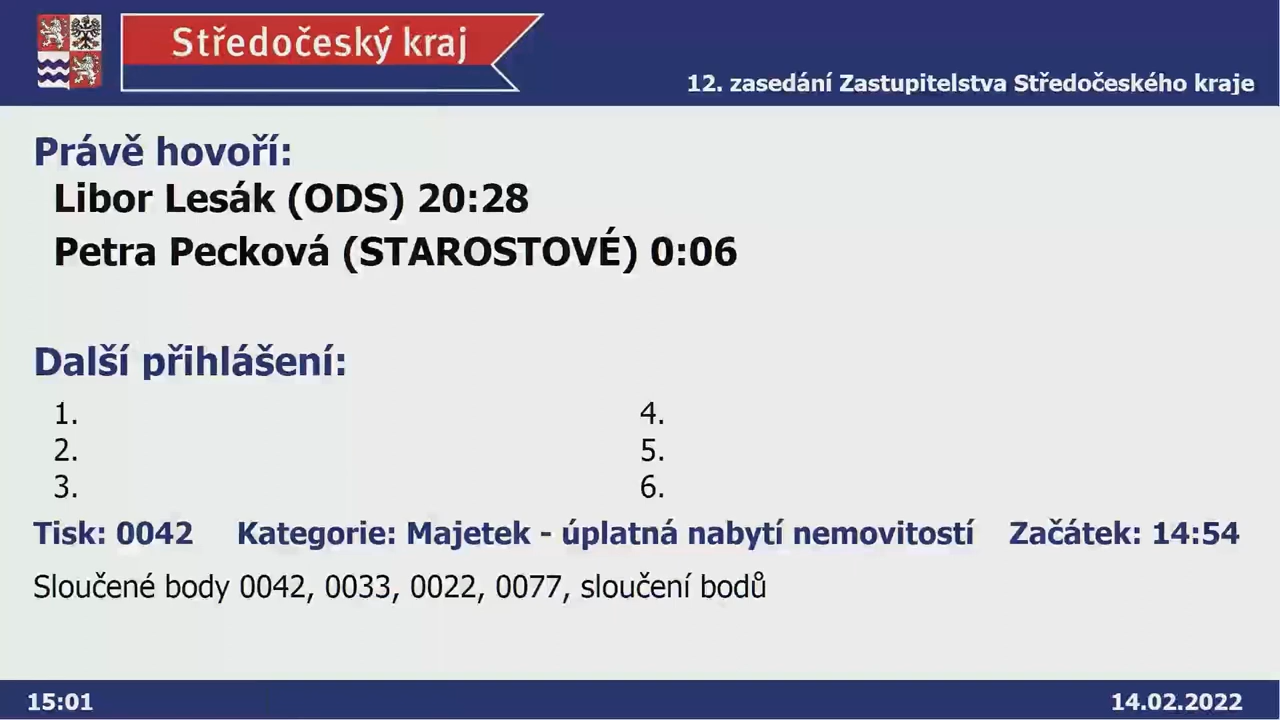 Středočeský kraj
12. zasedání Zastupitelstva Středočeského kraje
Právě hovoří:
Libor Lesák (ODS) 20:28
Petra Pecková (STAROSTOVÉ) 0:06
Další přihlášení:
1. 4.
2. 5.
3. 6.
Tisk: 0042 Kategorie: Majetek - úplatná nabytí nemovitostí Začátek: 14:54
Sloučené body 0042, 0033, 0022, 0077, sloučení bodů
15:01 14.02.2022